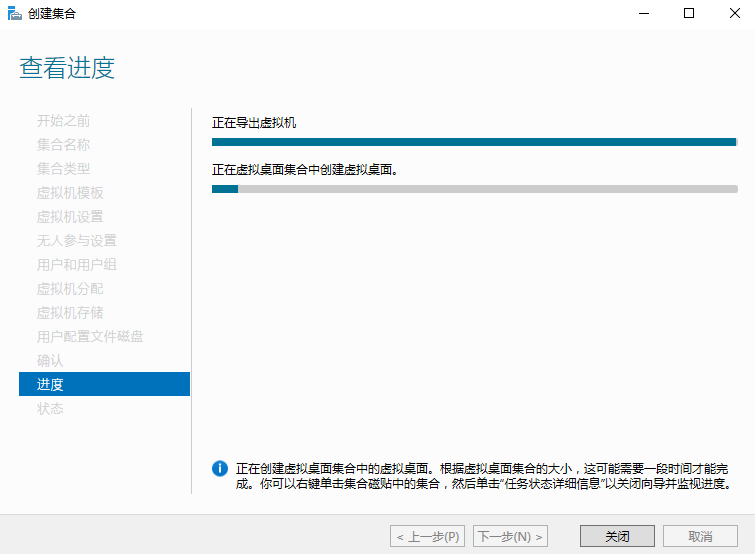 创建集合
查看进度
开始之前
集合名称
集合类型
虚拟机模板
虚拟机设置
无人参与设置
用户和用户组
虚拟机分配
虚拟机存储
用户配置文件磁盘
确认
进度
状态
正在导出虚拟机
正在虚拟桌面集合中创建虚拟桌面。
正在创建虚拟桌面集合中的虚拟桌面。根据虚拟桌面集合的大小，这可能需要一段时间才能完
成。你可以右键单击集合磁贴中的集合，然后单击“任务状态详细信息”以关闭向导并监视进度。
< 上一步(P)
下一步(N) >
关闭
取消